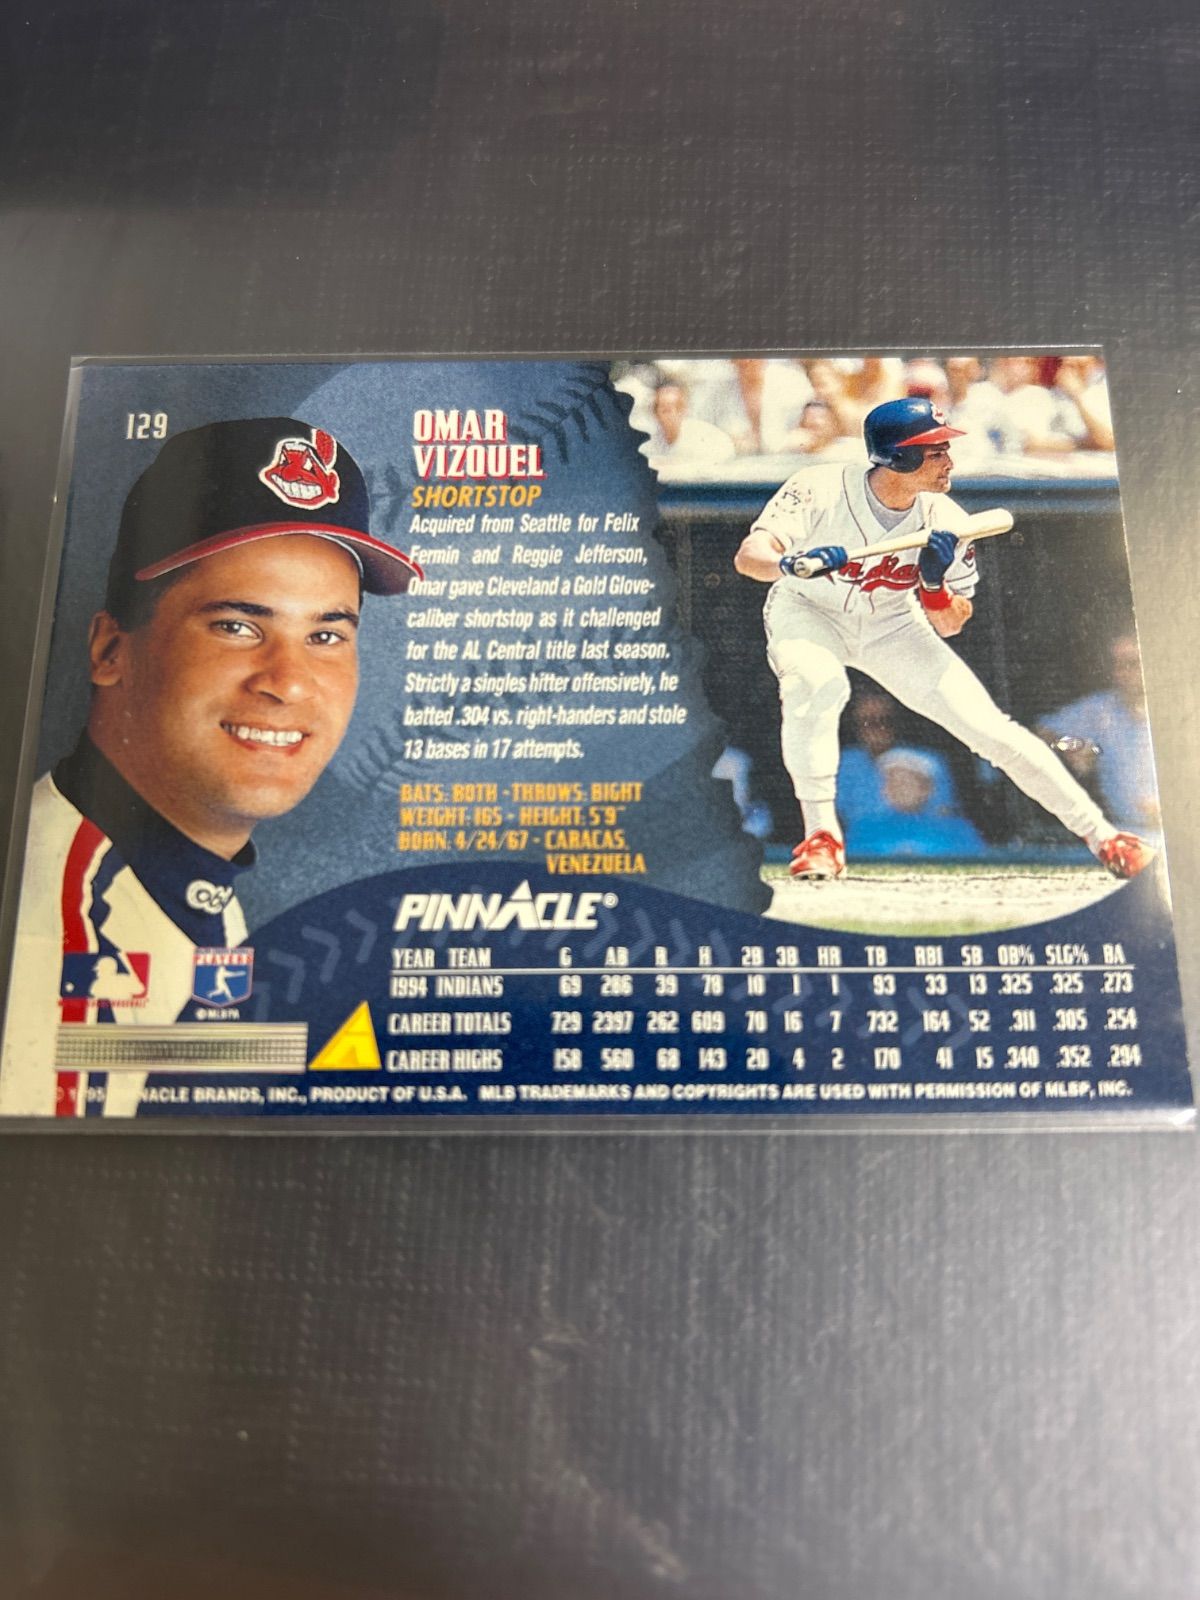 129
OMAR
VIZQUEL
SHORTSTOP
Acquired from Seattle for Felix
Fermin and Reggie Jefferson,
Omar gave Cleveland a Gold Glove-
caliber shortstop as it challenged
for the AL Central title last season.
Strictly a singles hitter offensively, he
batted .304 vs. right-handers and stole
13 bases in 17 attempts.
BATS: BOTH - THROWS: RIGHT
WEIGHT: 165 - HEIGHT: 5'9"
BORN: 4/24/67 - CARACAS,
VENEZUELA
PINNACLE®
YEAR TEAM G AB R H 2B 3B HR TB RBI SB OB% SLG% BA
1994 INDIANS 69 286 39 78 10 1 1 93 33 13 .325 .325 .273
CAREER TOTALS 729 2397 262 609 70 16 7 732 164 52 .311 .305 .254
CAREER HIGHS 158 560 68 143 20 4 2 170 41 15 .340 .352 .294
NACLE BRANDS, INC., PRODUCT OF U.S.A. MLB TRADEMARKS AND COPYRIGHTS ARE USED WITH PERMISSION OF MLBP, INC.
PLAYERS
© MLBPA